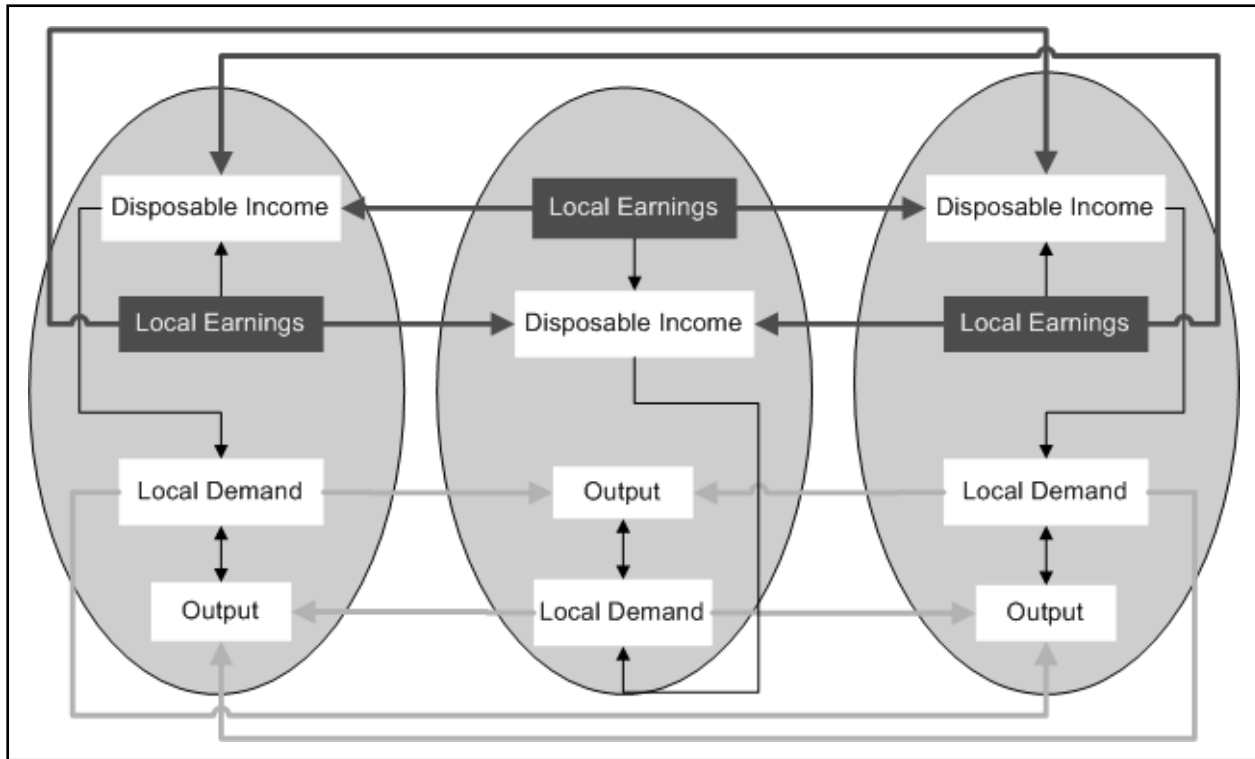 Disposable Income
Local Earnings
Local Demand
Output
Local Earnings
Disposable Income
Output
Local Demand
Disposable Income
Local Earnings
Local Demand
Output